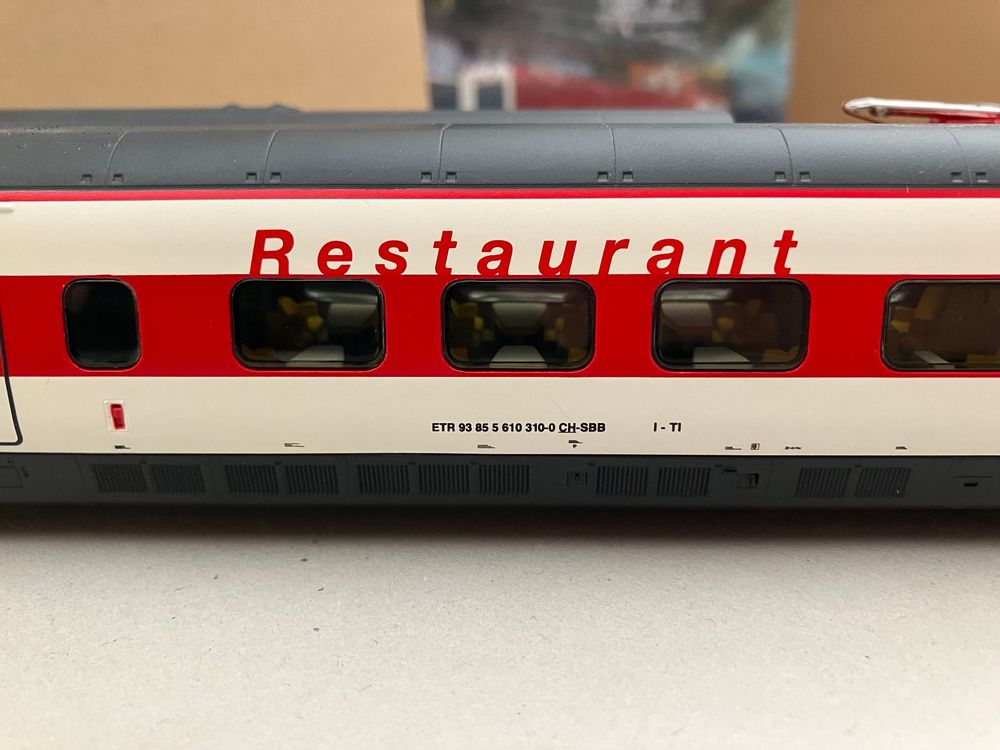 Restaurant
ETR 93 85 5 610 310-0 CH-SBB I - TI